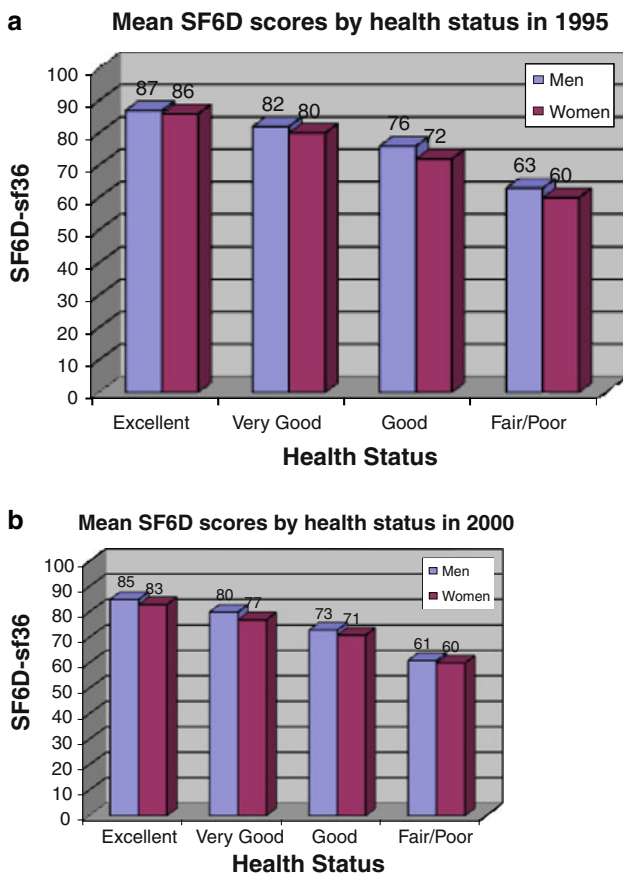 a Mean SF6D scores by health status in 1995
100
90
80
70
60
50
40
30
20
10
0
SF6D-sf36
87 86
82 80
76 72
63 60
Men
Women
Excellent Very Good Good Fair/Poor
Health Status
b Mean SF6D scores by health status in 2000
100
90
80
70
60
50
40
30
20
10
0
SF6D-sf36
85 83
80 77
73 71
61 60
Men
Women
Excellent Very Good Good Fair/Poor
Health Status